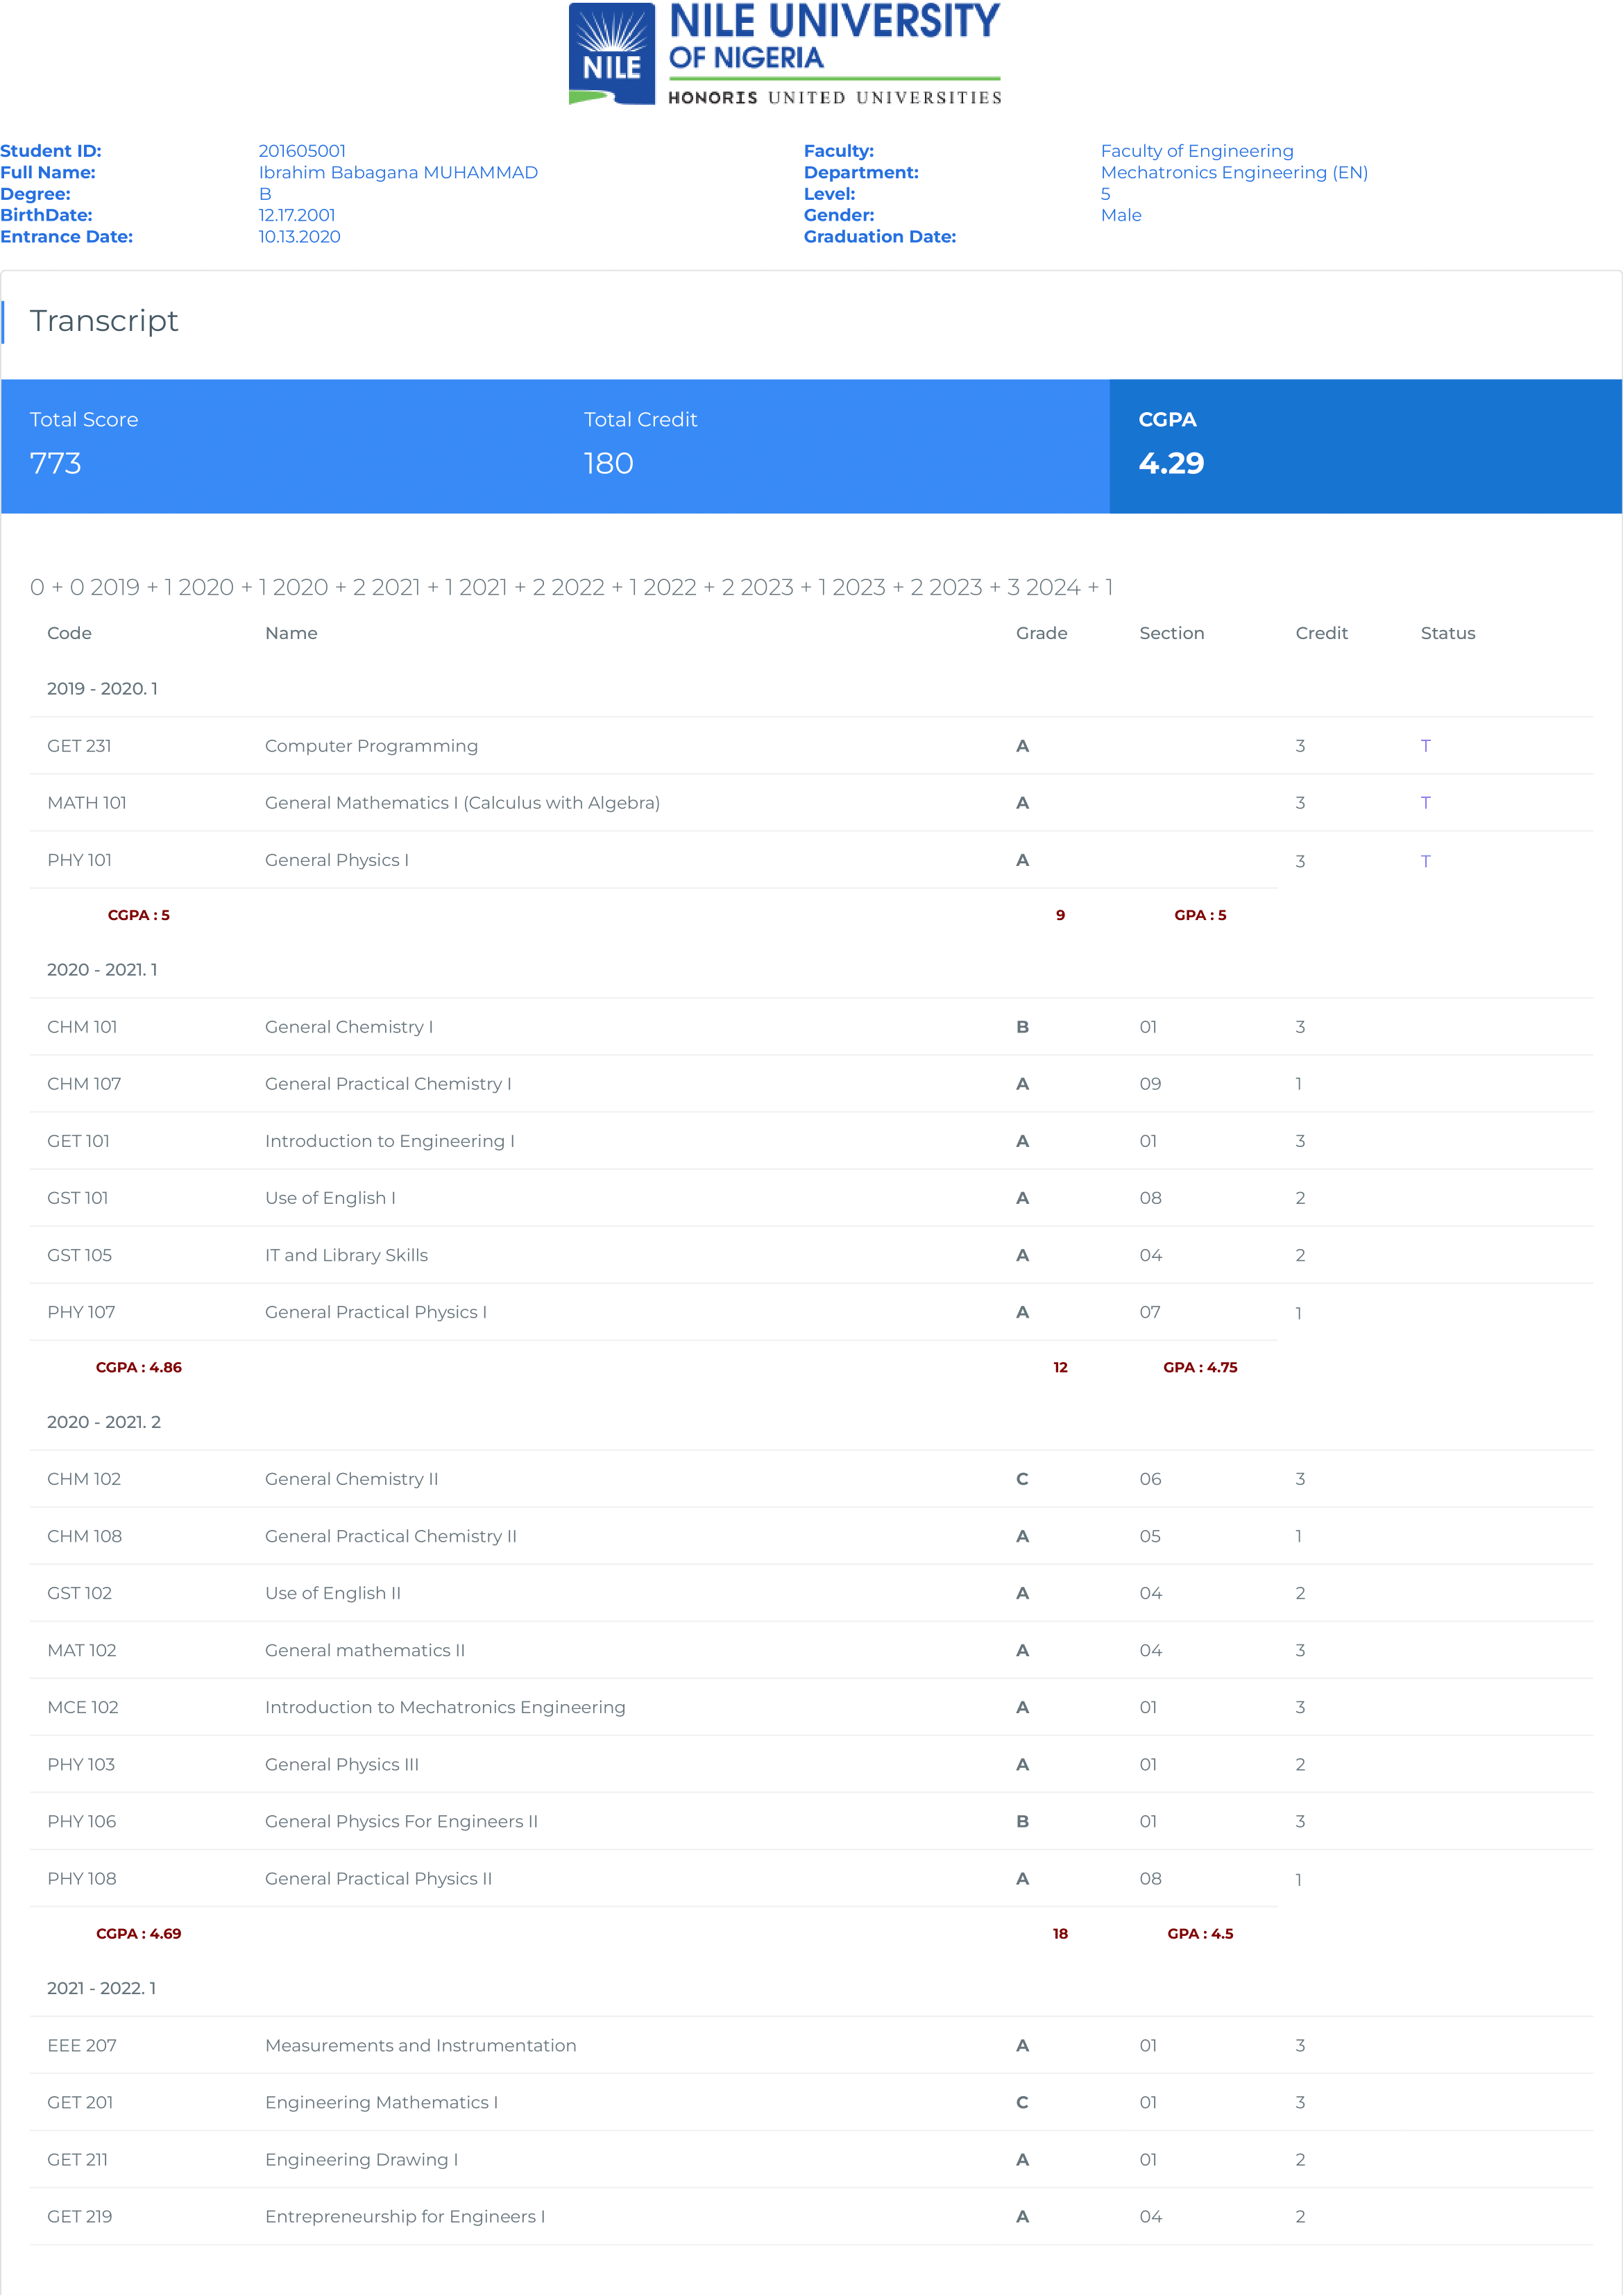 NILE UNIVERSITY
OF NIGERIA
NILE
HONORIS UNITED UNIVERSITIES
Student ID: 201605001 Faculty: Faculty of Engineering
Full Name: Ibrahim Babagana MUHAMMAD Department: Mechatronics Engineering (EN)
Degree: B Level: 5
BirthDate: 12.17.2001 Gender: Male
Entrance Date: 10.13.2020 Graduation Date:
Transcript
Total Score Total Credit CGPA
773 180 4.29
0 + 0 2019 + 1 2020 + 1 2020 + 2 2021 + 1 2021 + 2 2022 + 1 2022 + 2 2023 + 1 2023 + 2 2023 + 3 2024 + 1
Code Name Grade Section Credit Status
2019 - 2020. 1
GET 231 Computer Programming A 3 T
MATH 101 General Mathematics I (Calculus with Algebra) A 3 T
PHY 101 General Physics I A 3 T
CGPA : 5 9 GPA : 5
2020 - 2021. 1
CHM 101 General Chemistry I B 01 3
CHM 107 General Practical Chemistry I A 09 1
GET 101 Introduction to Engineering I A 01 3
GST 101 Use of English I A 08 2
GST 105 IT and Library Skills A 04 2
PHY 107 General Practical Physics I A 07 1
CGPA : 4.86 12 GPA : 4.75
2020 - 2021. 2
CHM 102 General Chemistry II C 06 3
CHM 108 General Practical Chemistry II A 05 1
GST 102 Use of English II A 04 2
MAT 102 General mathematics II A 04 3
MCE 102 Introduction to Mechatronics Engineering A 01 3
PHY 103 General Physics III A 01 2
PHY 106 General Physics For Engineers II B 01 3
PHY 108 General Practical Physics II A 08 1
CGPA : 4.69 18 GPA : 4.5
2021 - 2022. 1
EEE 207 Measurements and Instrumentation A 01 3
GET 201 Engineering Mathematics I C 01 3
GET 211 Engineering Drawing I A 01 2
GET 219 Entrepreneurship for Engineers I A 04 2